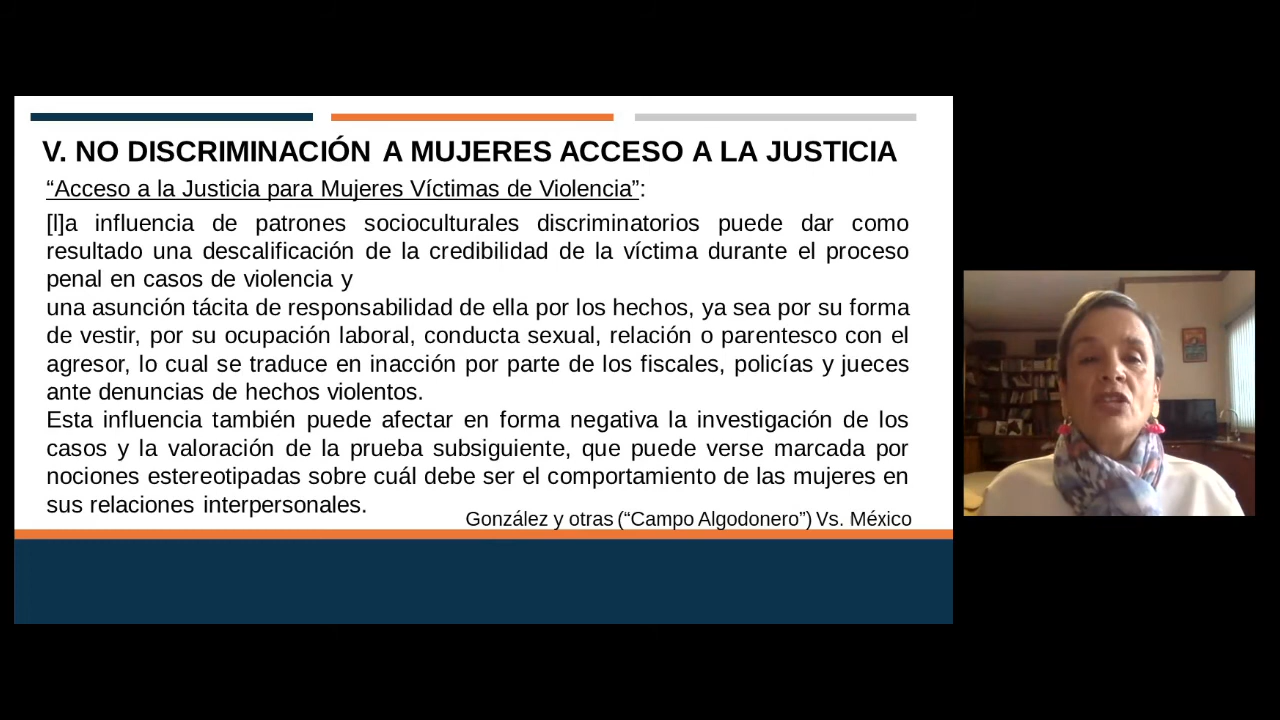 V. NO DISCRIMINACIÓN A MUJERES ACCESO A LA JUSTICIA
“Acceso a la Justicia para Mujeres Víctimas de Violencia”:
[l]a influencia de patrones socioculturales discriminatorios puede dar como
resultado una descalificación de la credibilidad de la víctima durante el proceso
penal en casos de violencia y
una asunción tácita de responsabilidad de ella por los hechos, ya sea por su forma
de vestir, por su ocupación laboral, conducta sexual, relación o parentesco con el
agresor, lo cual se traduce en inacción por parte de los fiscales, policías y jueces
ante denuncias de hechos violentos.
Esta influencia también puede afectar en forma negativa la investigación de los
casos y la valoración de la prueba subsiguiente, que puede verse marcada por
nociones estereotipadas sobre cuál debe ser el comportamiento de las mujeres en
sus relaciones interpersonales.
González y otras (“Campo Algodonero”) Vs. México